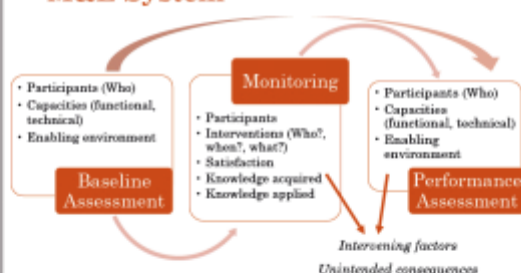 M&E System
• Participants (Who)
• Capacities (functional,
technical)
• Enabling environment
Baseline
Assessment
Monitoring
• Participants
• Interventions (Who?,
when?, what?)
• Satisfaction
• Knowledge acquired
• Knowledge applied
• Participants (Who)
• Capacities
(functional, technical)
• Enabling
environment
Performance
Assessment
Intervening factors
Unintended consequences